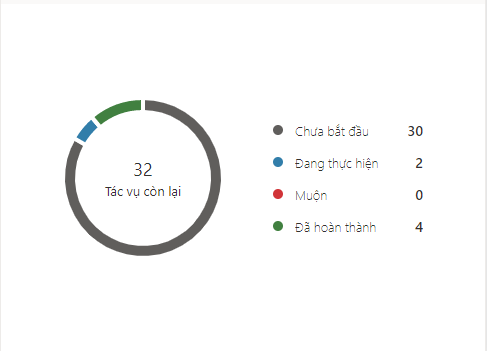 32
Tác vụ còn lại
Chưa bắt đầu 30
Đang thực hiện 2
Muộn 0
Đã hoàn thành 4